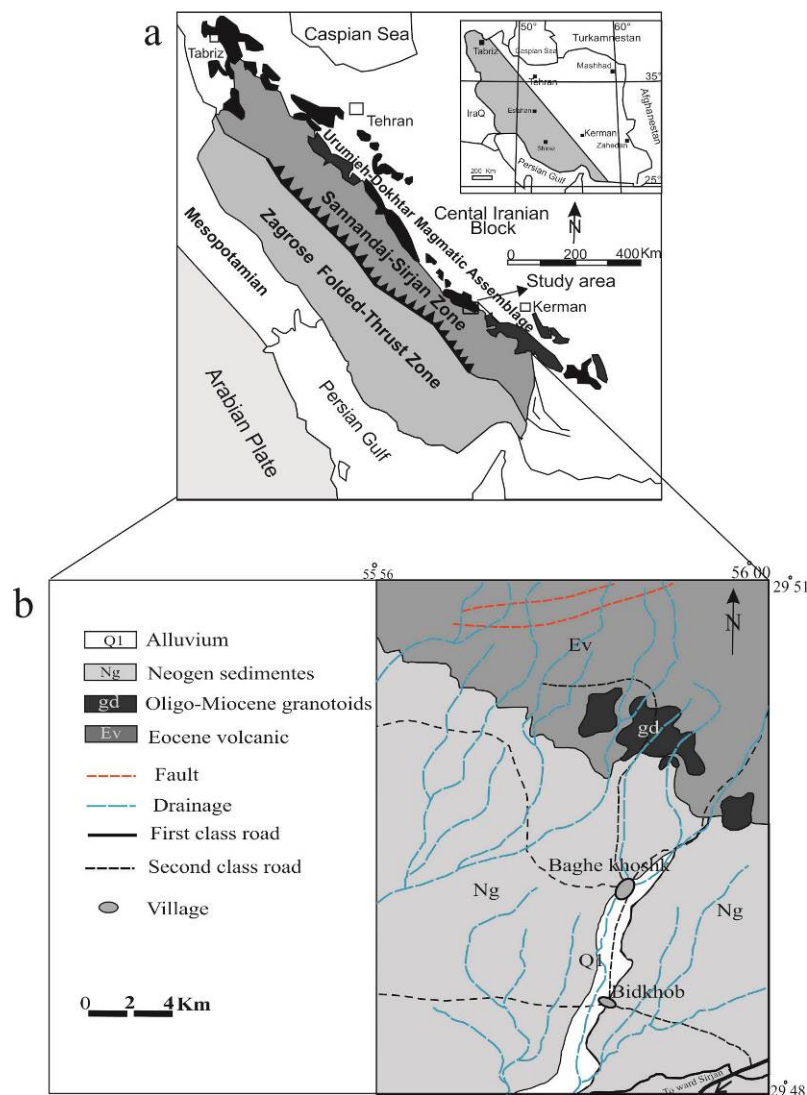 a
Caspian Sea
Tabriz
Tehran
Urumieh-Dokhtar Magmatic Assemblage
Sannandaj-Sirjan Zone
Zagrose Folded-Thrust Zone
Mesopotamian
Arabian Plate
Persian Gulf
Cental Iranian
Block
N
0 200 400Km
Study area
Kerman
50°
60°
Turkamnestan
Caspian Sea
Tabriz
Mashhad
Tehran
35°
IraQ
Esfahan
Afghanestan
Kerman
Zahedan
Persian Gulf
200 Km
25°
b
55° 56
56° 00
29° 51
Q1 Alluvium
Ng Neogen sedimentes
gd Oligo-Miocene granotoids
Ev Eocene volcanic
Fault
Drainage
First class road
Second class road
Village
0 2 4 Km
N
Ev
gd
Baghe khoshk
Ng
Ng
Q1
Bidkhob
To ward Sirjan
29° 48